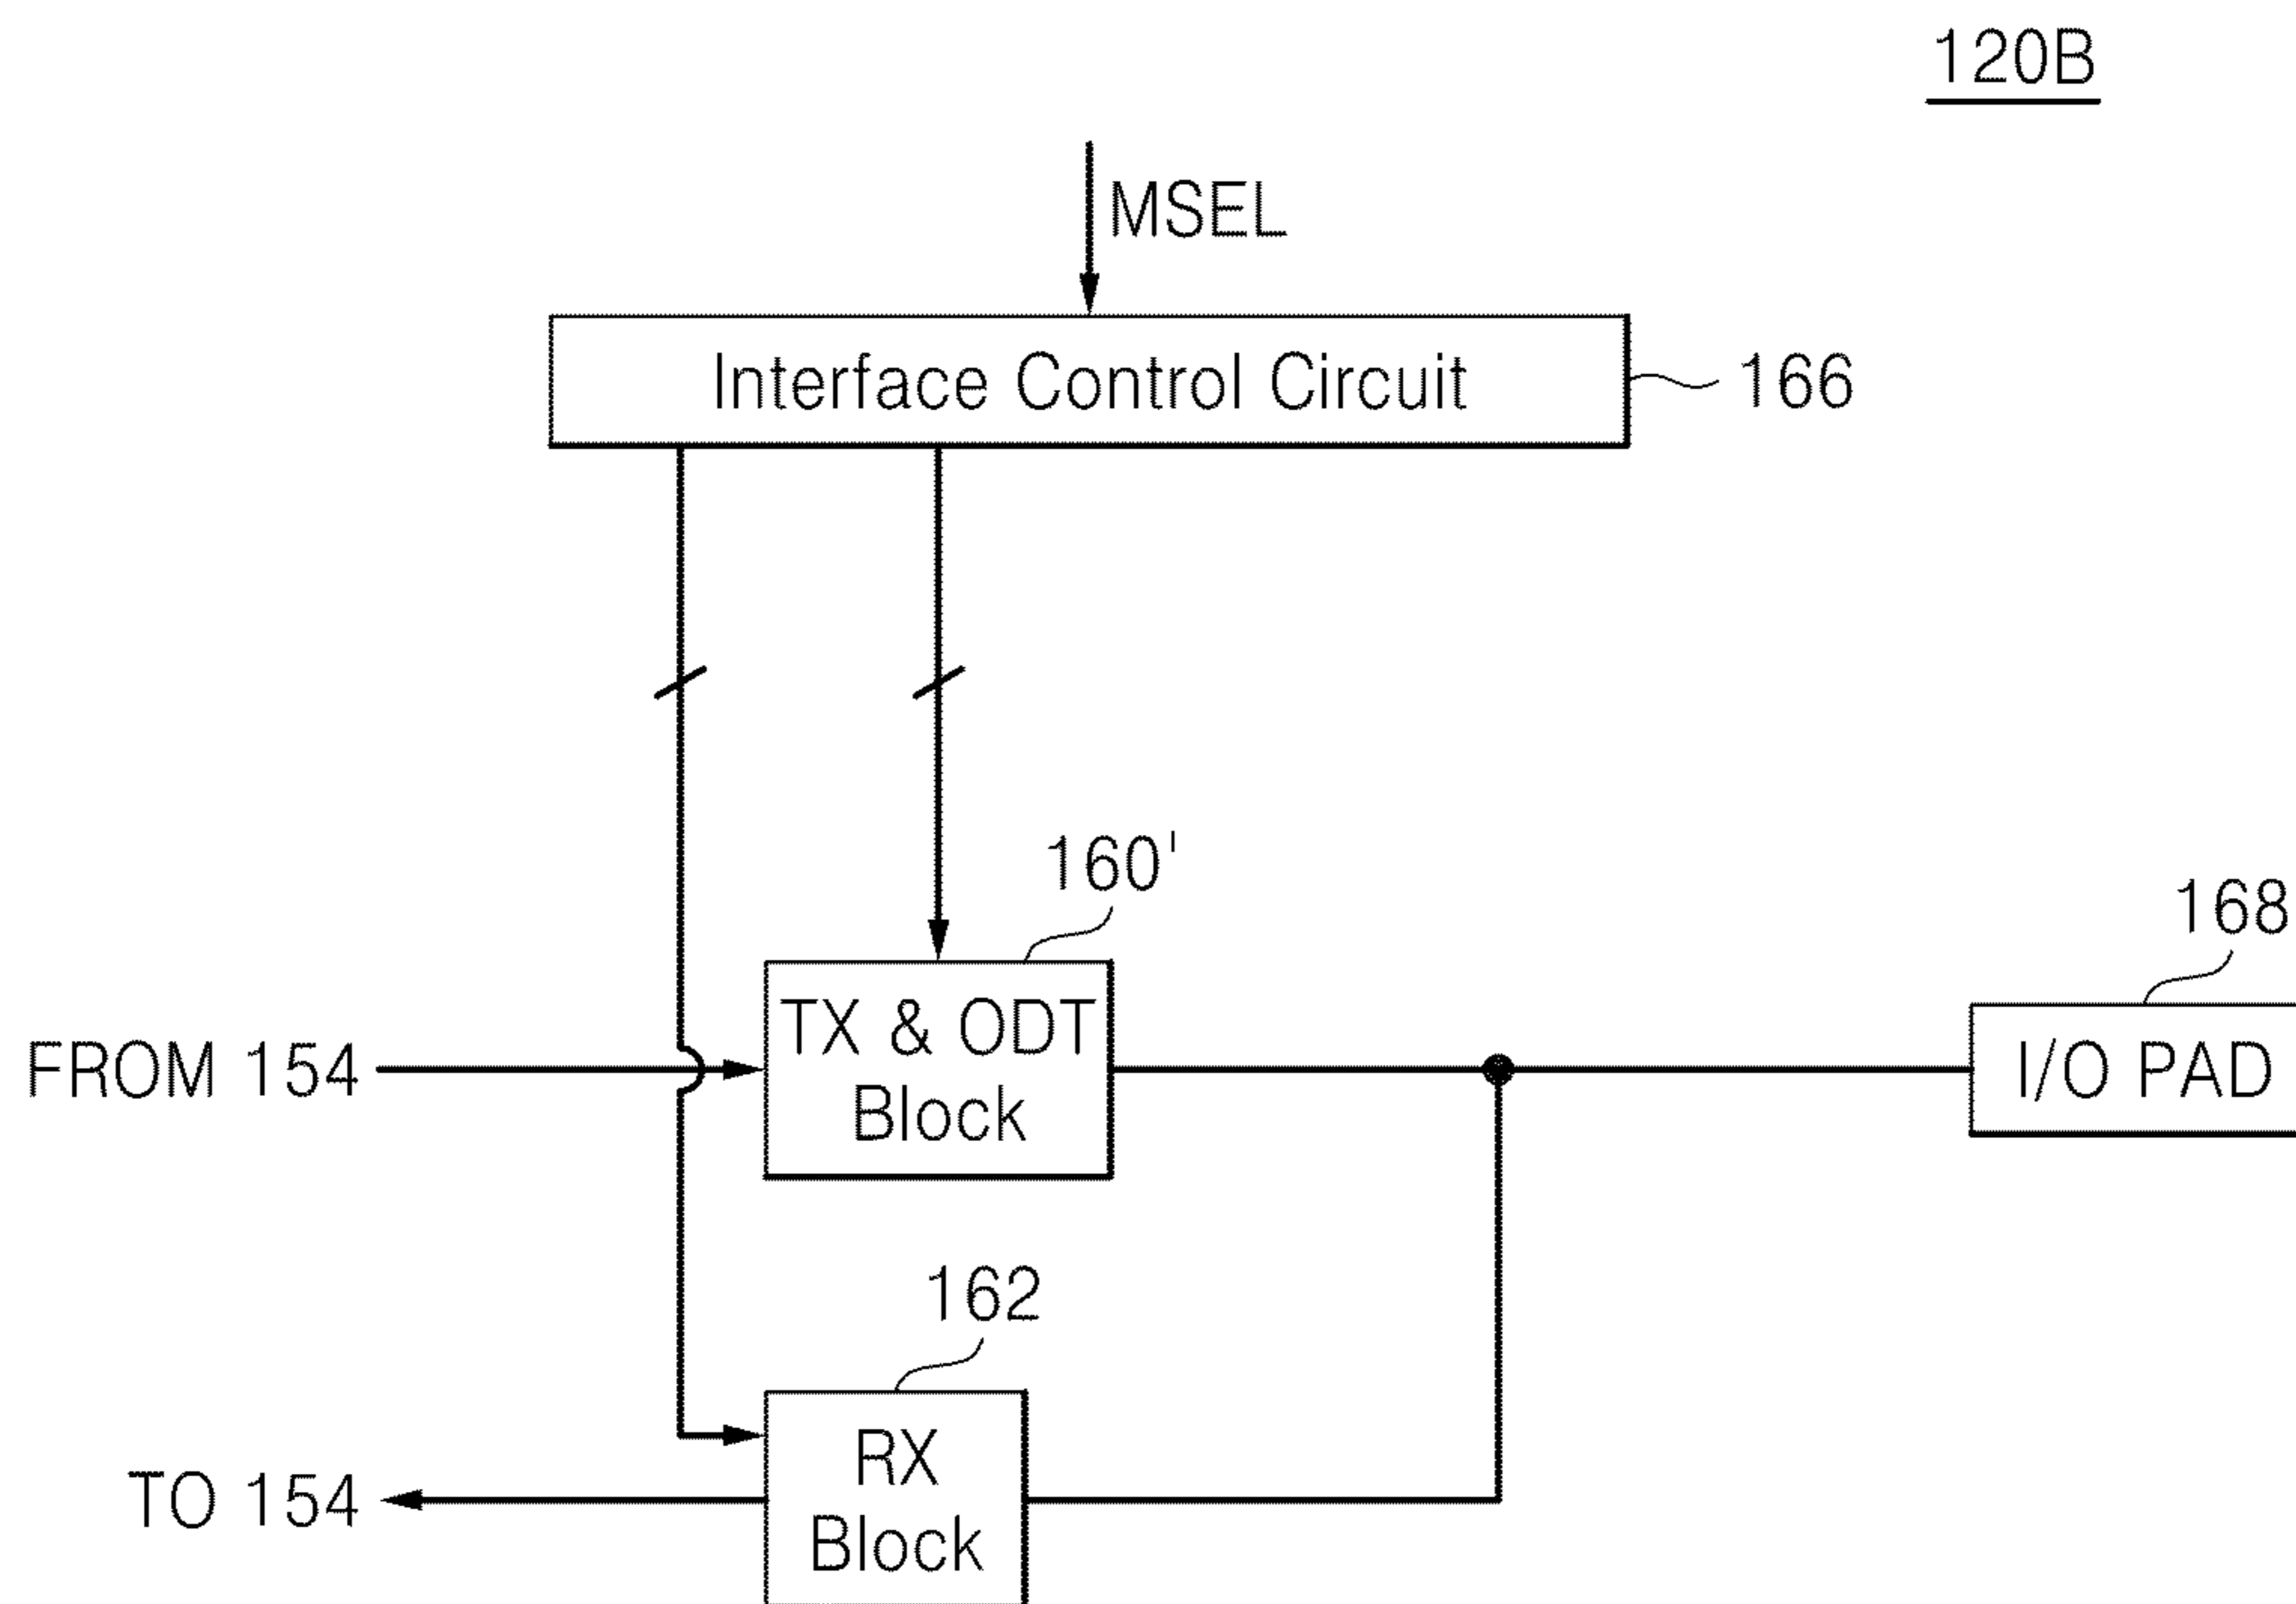 120B
MSEL
Interface Control Circuit
166
160'
168
FROM 154
TX & ODT
Block
I/O PAD
162
RX
Block
TO 154